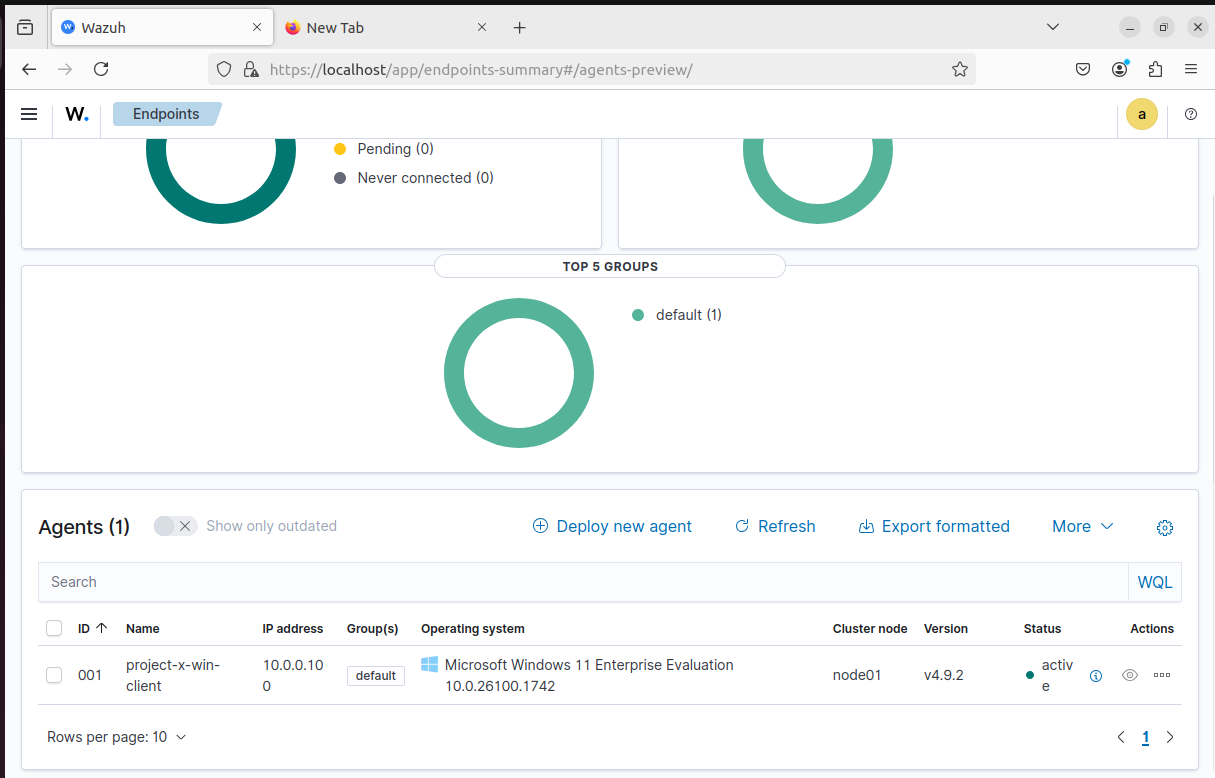 Wazuh
New Tab
https://localhost/app/endpoints-summary#/agents-preview/
W.
Endpoints
a
Pending (0)
Never connected (0)
TOP 5 GROUPS
default (1)
Agents (1)
Show only outdated
Deploy new agent
Refresh
Export formatted
More
Search
WQL
ID Name IP address Group(s) Operating system Cluster node Version Status Actions
001 project-x-win-client 10.0.0.100 default Microsoft Windows 11 Enterprise Evaluation 10.0.26100.1742 node01 v4.9.2 active
Rows per page: 10
1